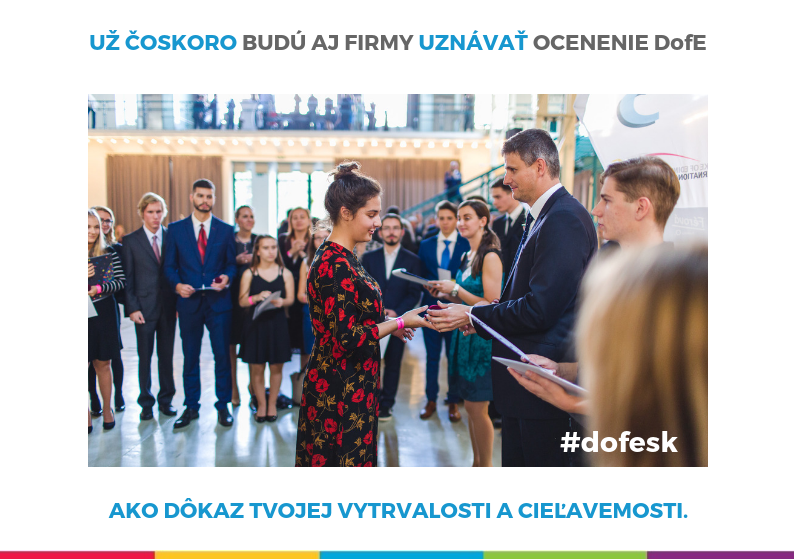 UŽ ČOSKORO BUDÚ AJ FIRMY UZNÁVAŤ OCENENIE DofE
#dofesk
AKO DÔKAZ TVOJEJ VYTRVALOSTI A CIEĽAVEMOSTI.